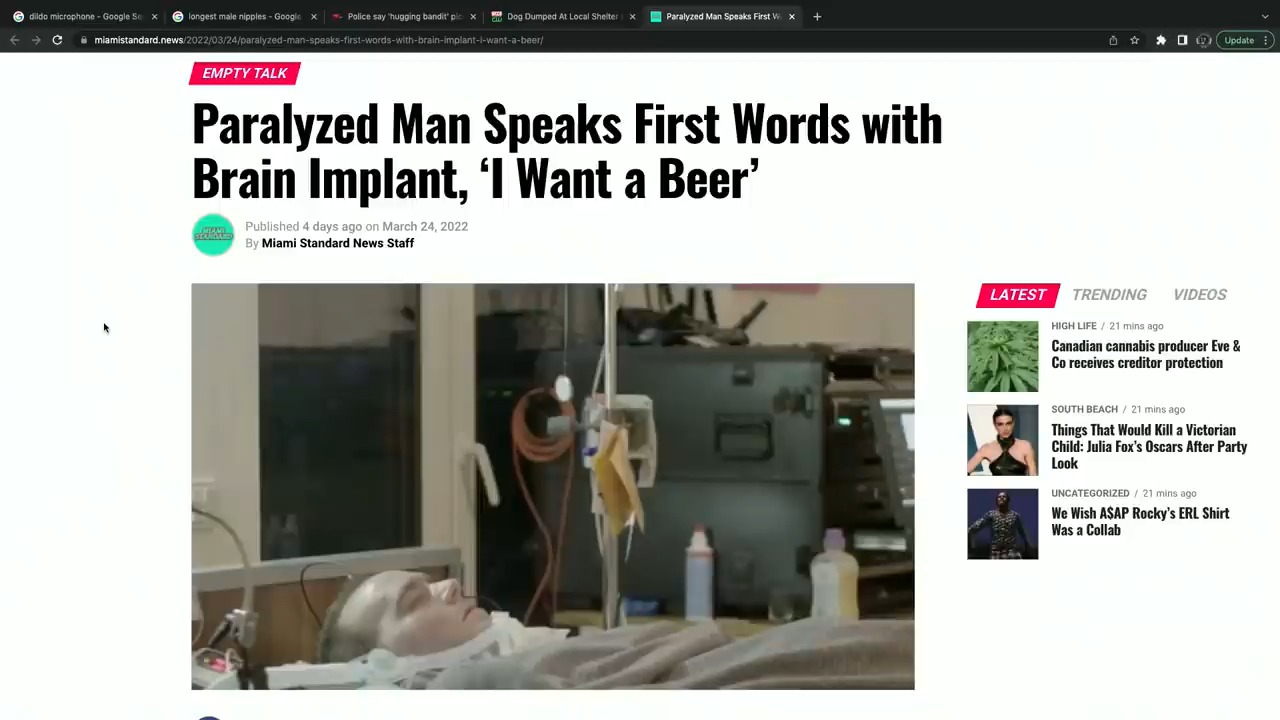 dildo microphone - Google Se
longest male nipples - Google
Police say 'hugging bandit' pic
Dog Dumped At Local Shelter
Paralyzed Man Speaks First W
miamistandard.news/2022/03/24/paralyzed-man-speaks-first-words-with-brain-implant-i-want-a-beer/
Update
EMPTY TALK
Paralyzed Man Speaks First Words with
Brain Implant, ‘I Want a Beer’
MIAMI
STANDARD
Published 4 days ago on March 24, 2022
By Miami Standard News Staff
LATEST
TRENDING
VIDEOS
HIGH LIFE / 21 mins ago
Canadian cannabis producer Eve &
Co receives creditor protection
SOUTH BEACH / 21 mins ago
Things That Would Kill a Victorian
Child: Julia Fox’s Oscars After Party
Look
UNCATEGORIZED / 21 mins ago
We Wish A$AP Rocky’s ERL Shirt
Was a Collab